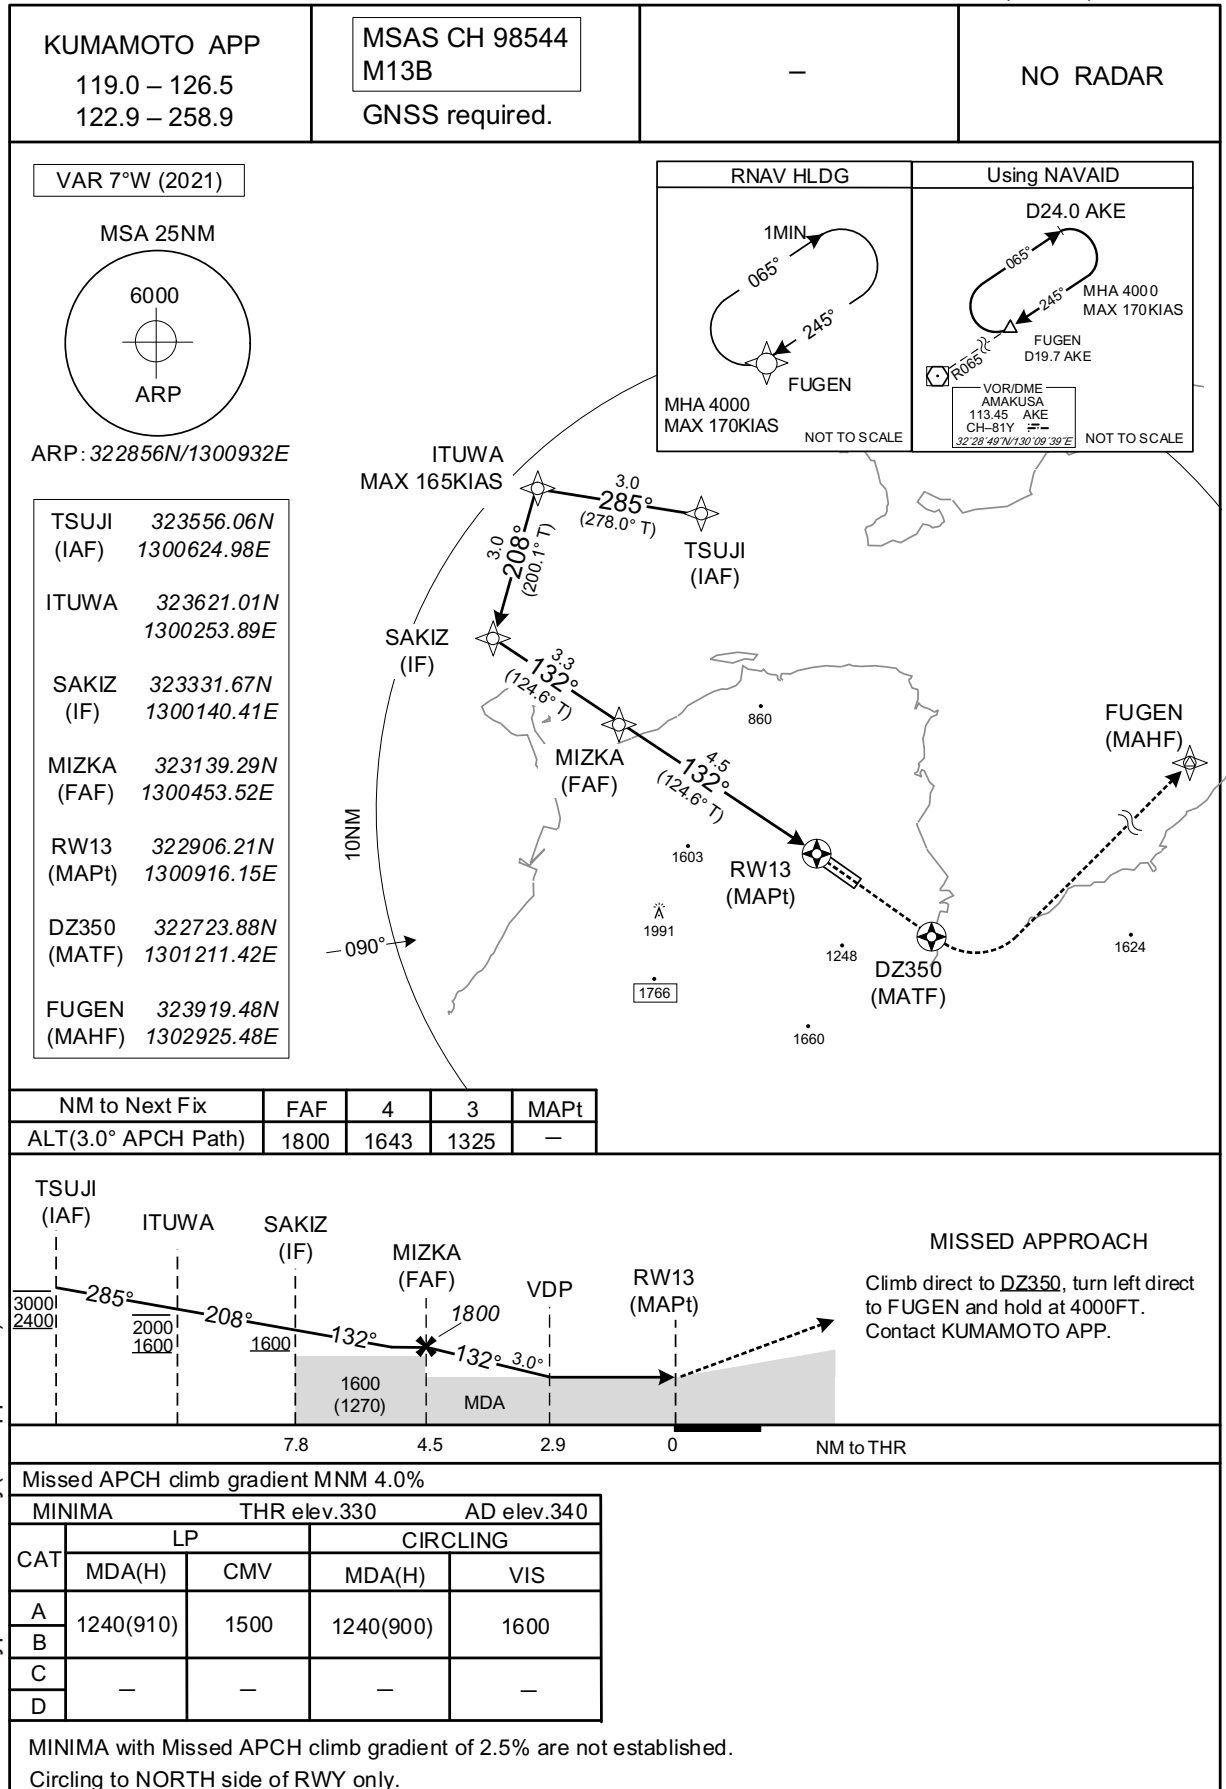 KUMAMOTO APP
119.0 – 126.5
122.9 – 258.9
MSAS CH 98544
M13B
GNSS required.
–
NO RADAR
VAR 7°W (2021)
MSA 25NM
6000
ARP
ARP: 322856N/1300932E
RNAV HLDG
1MIN
065°
245°
FUGEN
MHA 4000
MAX 170KIAS
NOT TO SCALE
Using NAVAID
D24.0 AKE
065°
245°
MHA 4000
MAX 170KIAS
FUGEN
D19.7 AKE
R065
VOR/DME
AMAKUSA
113.45 AKE
CH–81Y
32°28'49"N/130°09'39"E
NOT TO SCALE
TSUJI 323556.06N
(IAF) 1300624.98E
ITUWA 323621.01N
1300253.89E
SAKIZ 323331.67N
(IF) 1300140.41E
MIZKA 323139.29N
(FAF) 1300453.52E
RW13 322906.21N
(MAPt) 1300916.15E
DZ350 322723.88N
(MATF) 1301211.42E
FUGEN 323919.48N
(MAHF) 1302925.48E
ITUWA
MAX 165KIAS
3.0
285°
(278.0° T)
TSUJI
(IAF)
3.0
208°
(200.1° T)
SAKIZ
(IF)
3.3
132°
(124.6° T)
MIZKA
(FAF)
860
4.5
132°
(124.6° T)
FUGEN
(MAHF)
10NM
1603
RW13
(MAPt)
1991
090°
1248
DZ350
(MATF)
1624
1766
1660
NM to Next Fix FAF 4 3 MAPt
ALT(3.0° APCH Path) 1800 1643 1325 –
TSUJI
(IAF)
ITUWA
SAKIZ
(IF)
MIZKA
(FAF)
VDP
RW13
(MAPt)
3000
2400
285°
2000
1600
208°
1600
132°
1800
132° 3.0°
1600
(1270)
MDA
MISSED APPROACH
Climb direct to DZ350, turn left direct
to FUGEN and hold at 4000FT.
Contact KUMAMOTO APP.
7.8 4.5 2.9 0 NM to THR
Missed APCH climb gradient MNM 4.0%
MINIMA THR elev.330 AD elev.340
CAT LP CIRCLING
MDA(H) CMV MDA(H) VIS
A
B
1240(910) 1500 1240(900) 1600
C
D
– – – –
MINIMA with Missed APCH climb gradient of 2.5% are not established.
Circling to NORTH side of RWY only.